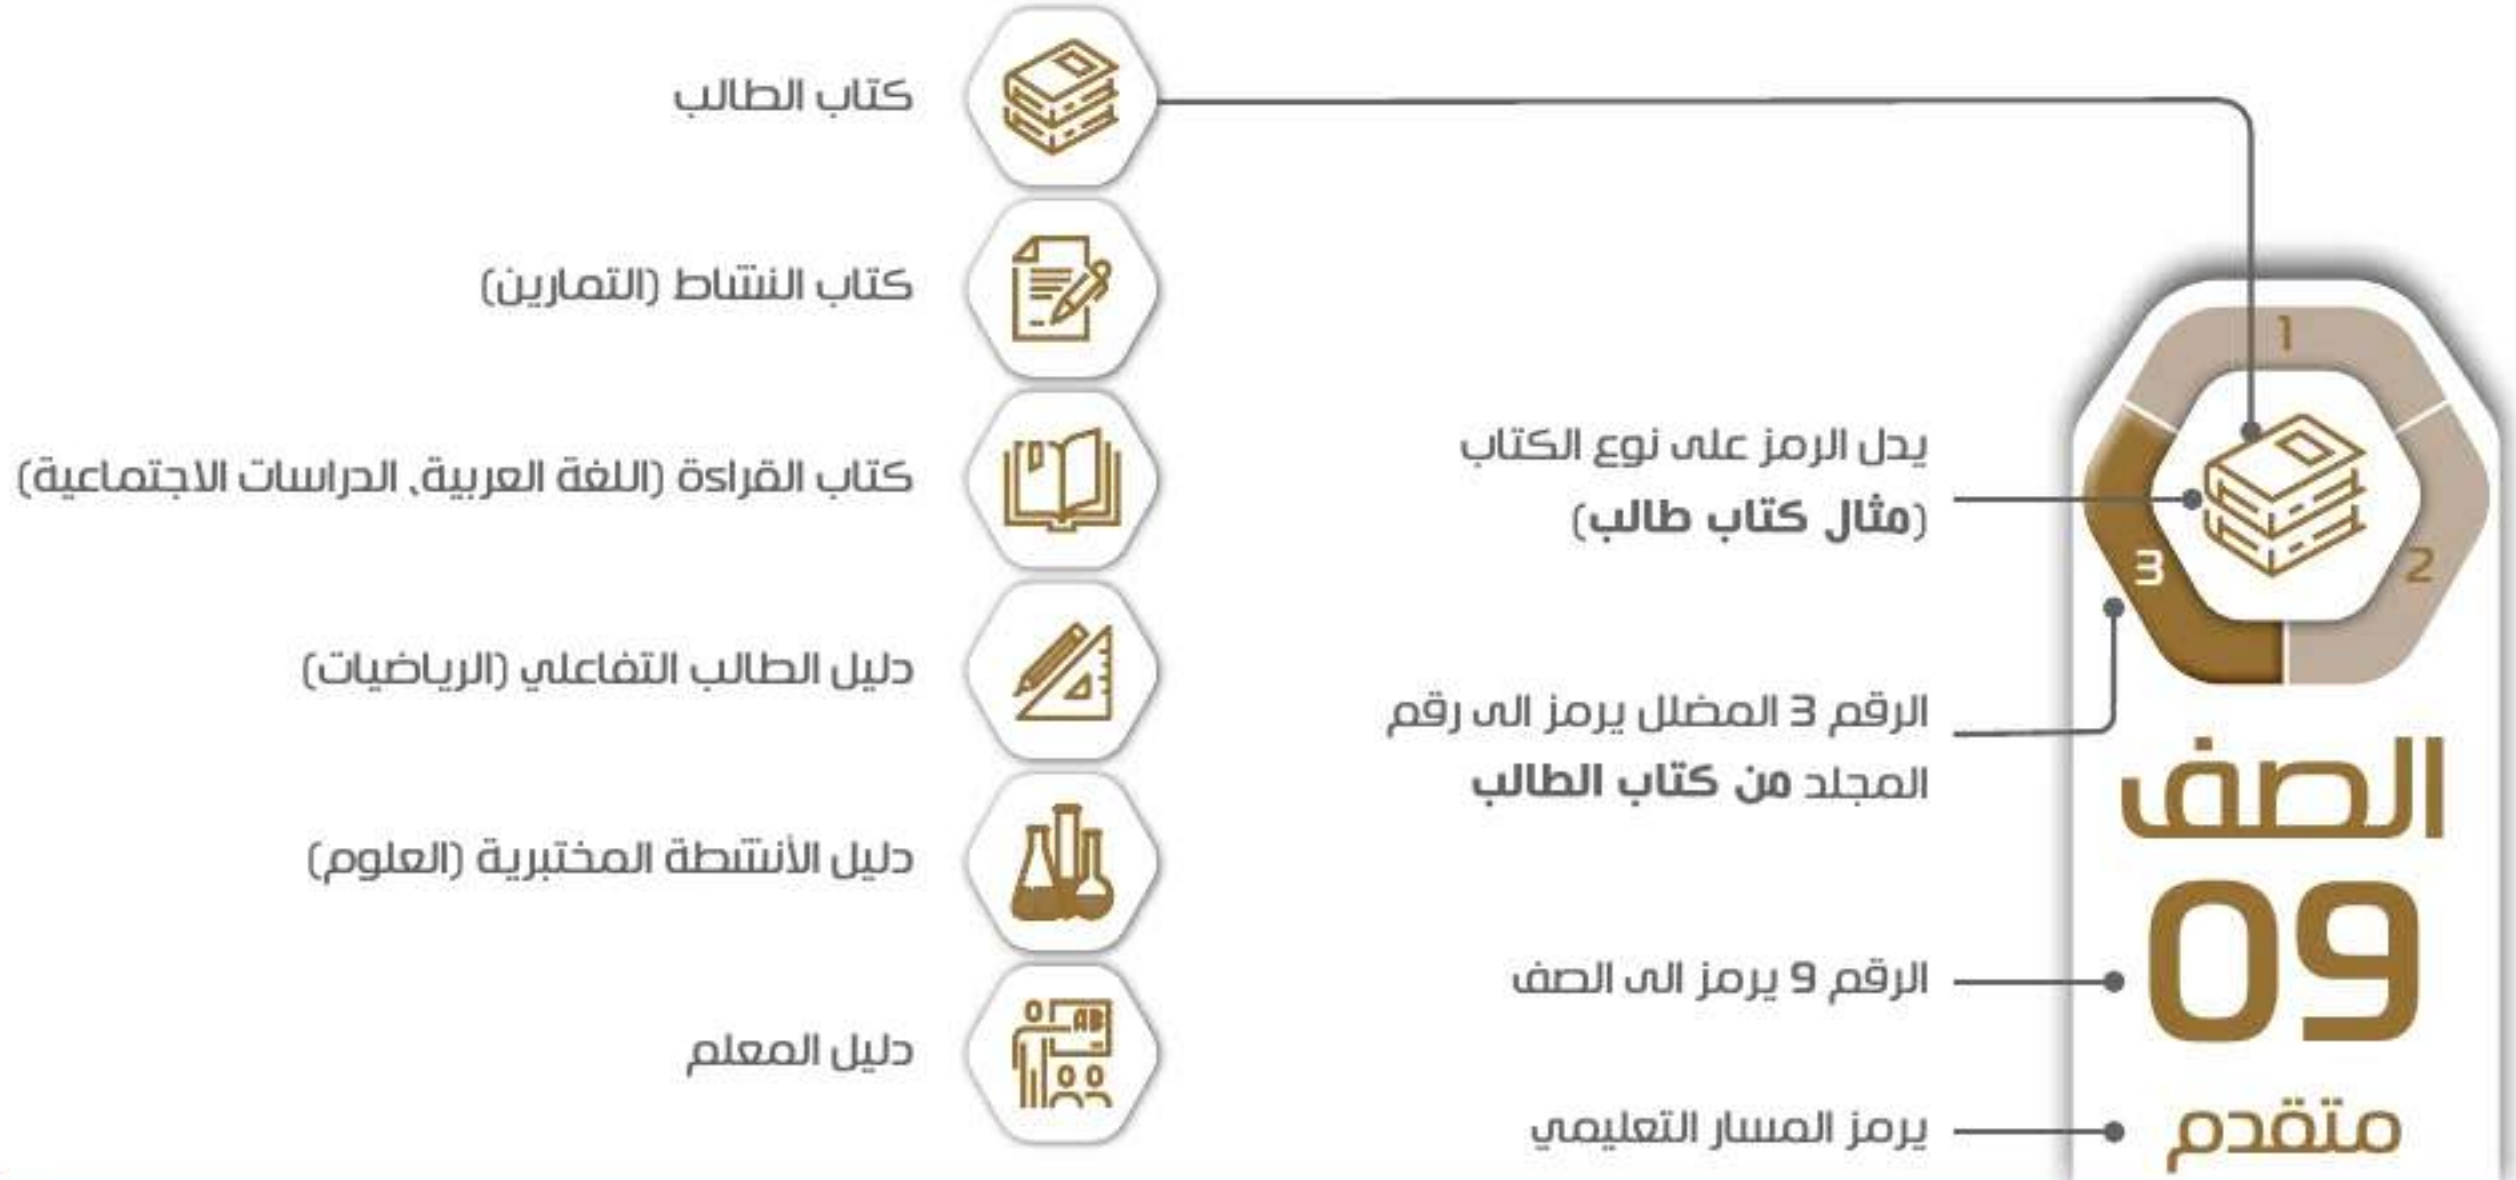 1
2
3
الصف
09
متقدم
يدل الرمز على نوع الكتاب
(مثال كتاب طالب)
الرقم 3 المضلل يرمز الى رقم
المجلد من كتاب الطالب
الرقم 9 يرمز الى الصف
يرمز المسار التعليمي
كتاب الطالب
كتاب النشاط (التمارين)
كتاب القراءة (اللغة العربية، الدراسات الاجتماعية)
دليل الطالب التفاعلي (الرياضيات)
دليل الأنشطة المختبرية (العلوم)
AB
دليل المعلم